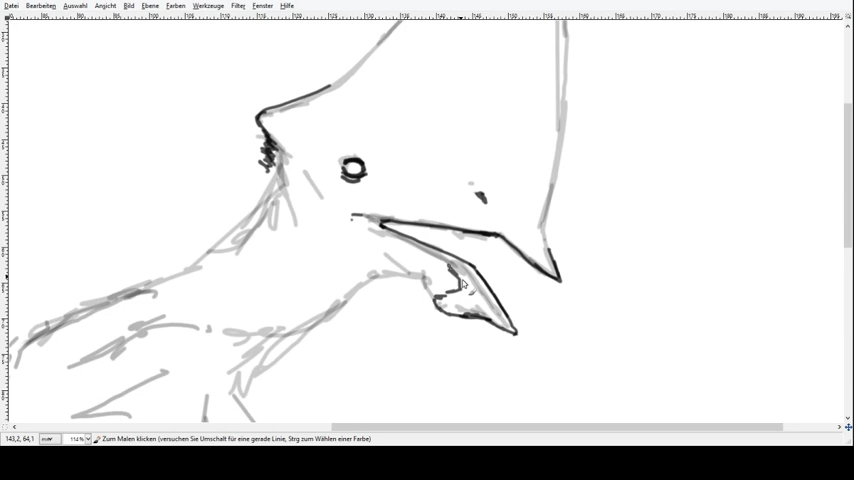 Datei Bearbeiten Auswahl Ansicht Bild Ebene Farben Werkzeuge Filter Fenster Hilfe
143,2, 64,1 mm 114% Zum Malen klicken (versuchen Sie Umschalt für eine gerade Linie, Strg zum Wählen einer Farbe)